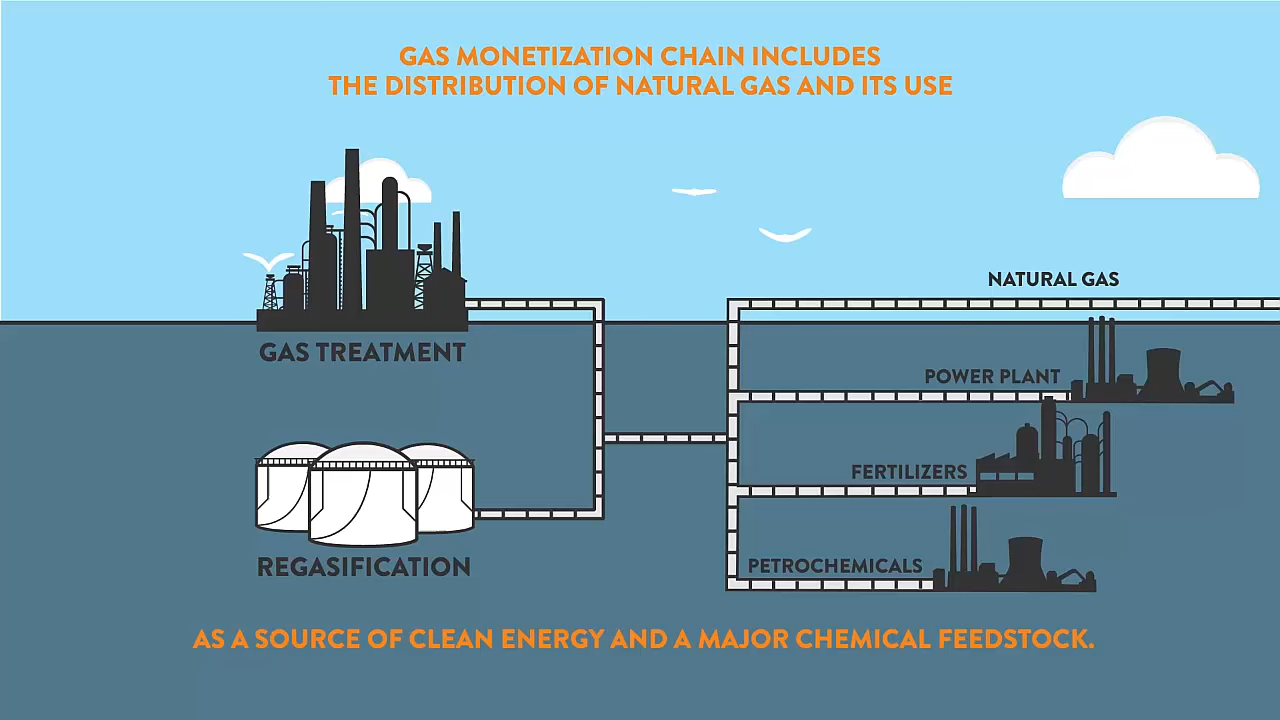 GAS MONETIZATION CHAIN INCLUDES
THE DISTRIBUTION OF NATURAL GAS AND ITS USE
NATURAL GAS
GAS TREATMENT
POWER PLANT
FERTILIZERS
REGASIFICATION
PETROCHEMICALS
AS A SOURCE OF CLEAN ENERGY AND A MAJOR CHEMICAL FEEDSTOCK.